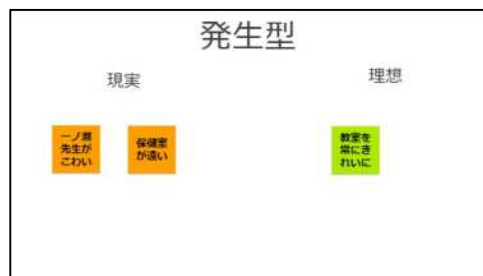 発生型
現実
理想
一ノ瀬
先生が
こわい
保健室
が遠い
教室を
常にき
れいに